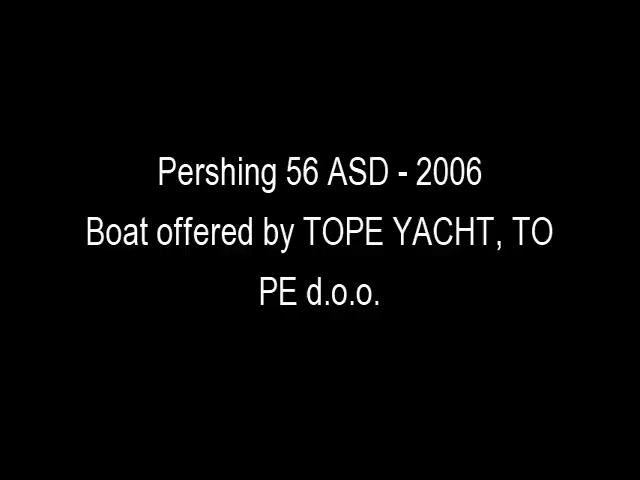 Pershing 56 ASD - 2006
Boat offered by TOPE YACHT, TO
PE d.o.o.